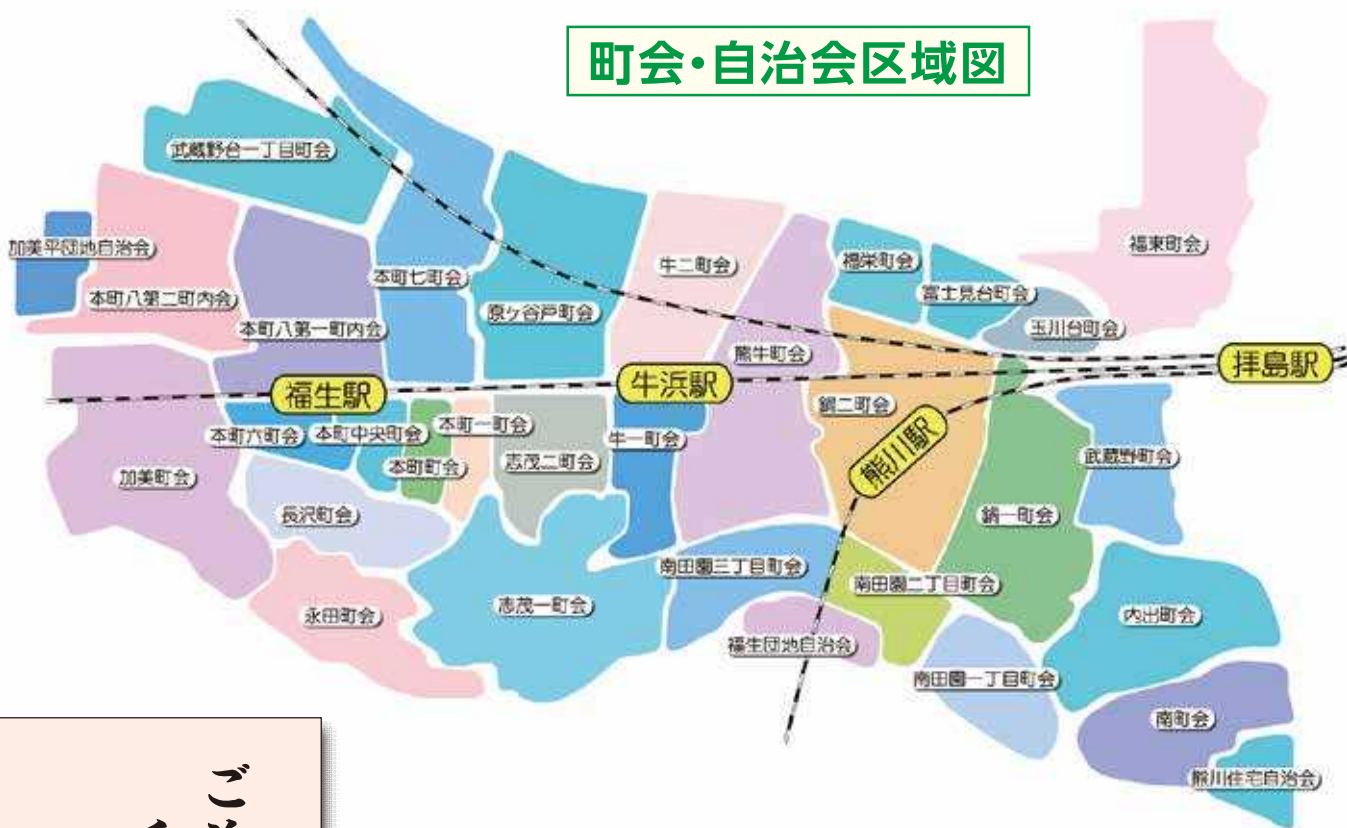 町会・自治会区域図
武蔵野台一丁目町会
加美平団地自治会
本町八第二町内会
本町八第一町内会
本町七町会
原ヶ谷戸町会
牛二町会
熊牛町会
福栄町会
富士見台町会
玉川台町会
福東町会
福生駅
牛浜駅
拝島駅
熊川駅
加美町会
本町六町会
本町中央町会
本町町会
本町一町会
志茂二町会
牛一町会
鍋二町会
鍋一町会
武蔵野町会
長沢町会
永田町会
志茂一町会
南田園三丁目町会
南田園二丁目町会
福生団地自治会
南田園一丁目町会
内出町会
南町会
熊川住宅自治会
ご